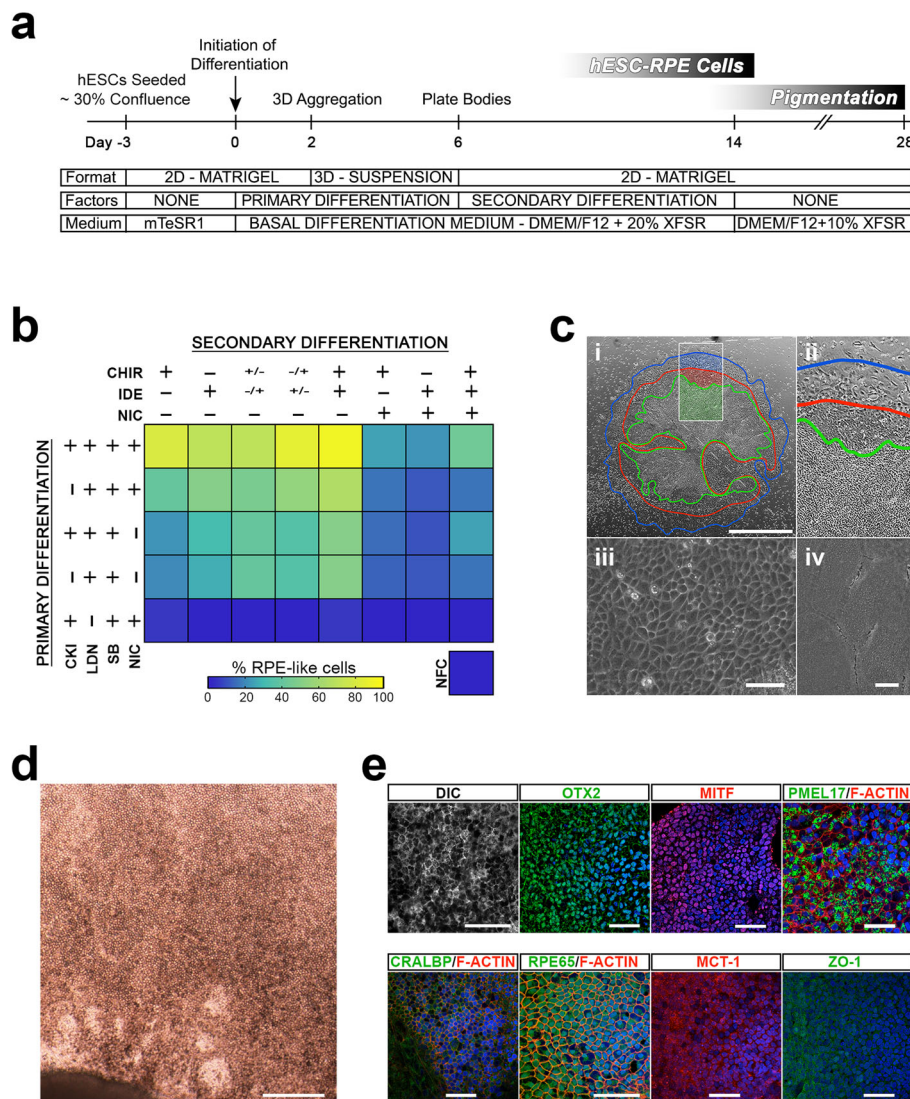 a
Initiation of
Differentiation
hESCs Seeded
~ 30% Confluence
3D Aggregation
Plate Bodies
hESC-RPE Cells
Pigmentation
Day -3 0 2 6 14 28
Format 2D - MATRIGEL 3D - SUSPENSION 2D - MATRIGEL
Factors NONE PRIMARY DIFFERENTIATION SECONDARY DIFFERENTIATION NONE
Medium mTeSR1 BASAL DIFFERENTIATION MEDIUM - DMEM/F12 + 20% XFSR DMEM/F12+10% XFSR
b
SECONDARY DIFFERENTIATION
CHIR + – +/- -/+ + + – +
IDE – + -/+ +/- + – + +
NIC – – – – – + + +
PRIMARY DIFFERENTIATION
+ + + +
– + + +
+ + + –
– + + –
+ – + +
CKI LDN SB NIC
% RPE-like cells
0 20 40 60 80 100
NFC
c
i
ii
iii
iv
d
e
DIC OTX2 MITF PMEL17/F-ACTIN
CRALBP/F-ACTIN RPE65/F-ACTIN MCT-1 ZO-1